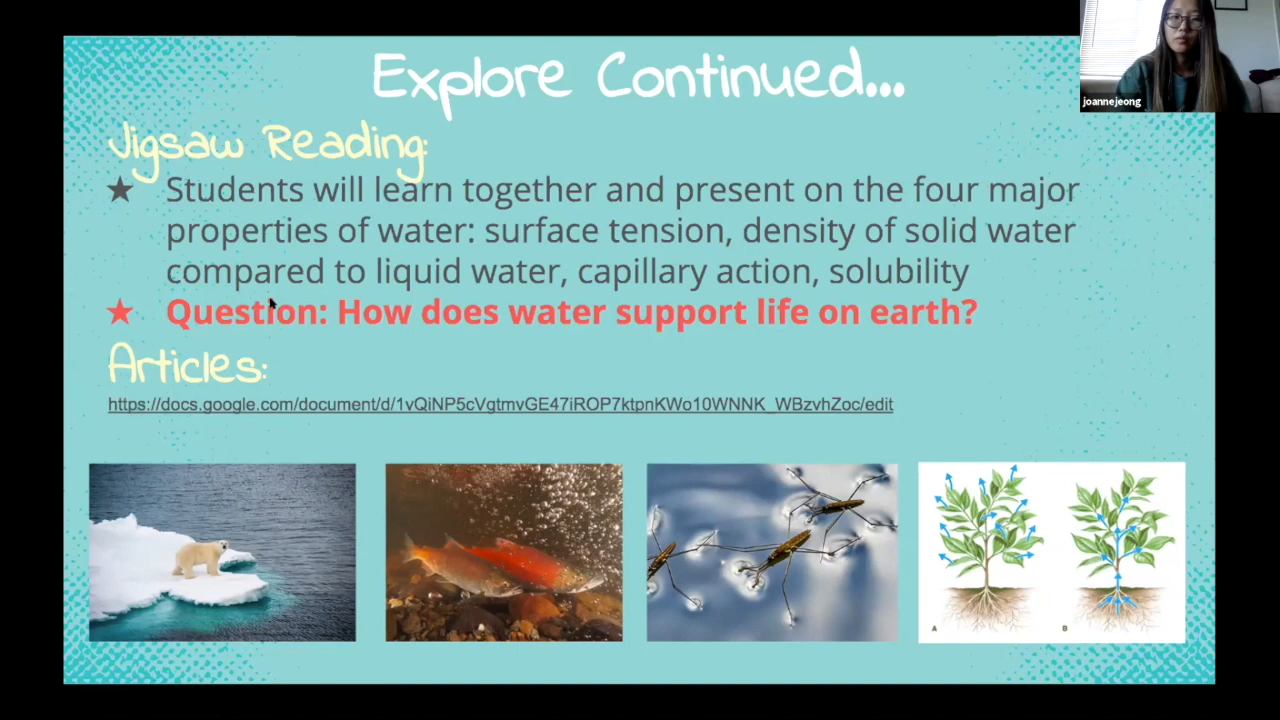 Explore Continued...
joannejeong
Jigsaw Reading:
★ Students will learn together and present on the four major
properties of water: surface tension, density of solid water
compared to liquid water, capillary action, solubility
★ Question: How does water support life on earth?
Articles:
https://docs.google.com/document/d/1vQiNP5cVgtmvGE47iROP7ktpnKWo10WNNK_WBzvhZoc/edit
A
B